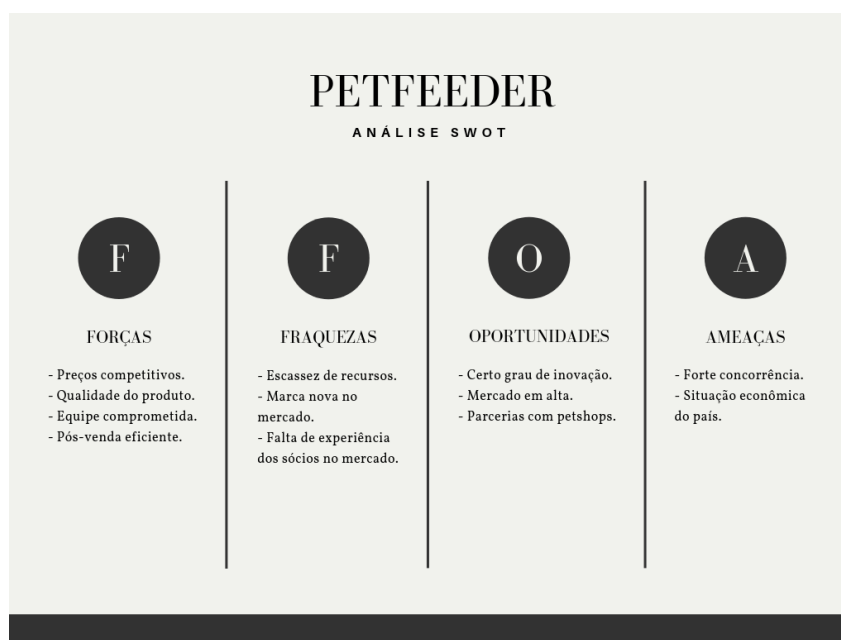 PETFEEDER
ANÁLISE SWOT
F
FORÇAS
- Preços competitivos.
- Qualidade do produto.
- Equipe comprometida.
- Pós-venda eficiente.
F
FRAQUEZAS
- Escassez de recursos.
- Marca nova no
mercado.
- Falta de experiência
dos sócios no mercado.
O
OPORTUNIDADES
- Certo grau de inovação.
- Mercado em alta.
- Parcerias com petshops.
A
AMEAÇAS
- Forte concorrência.
- Situação econômica
do país.